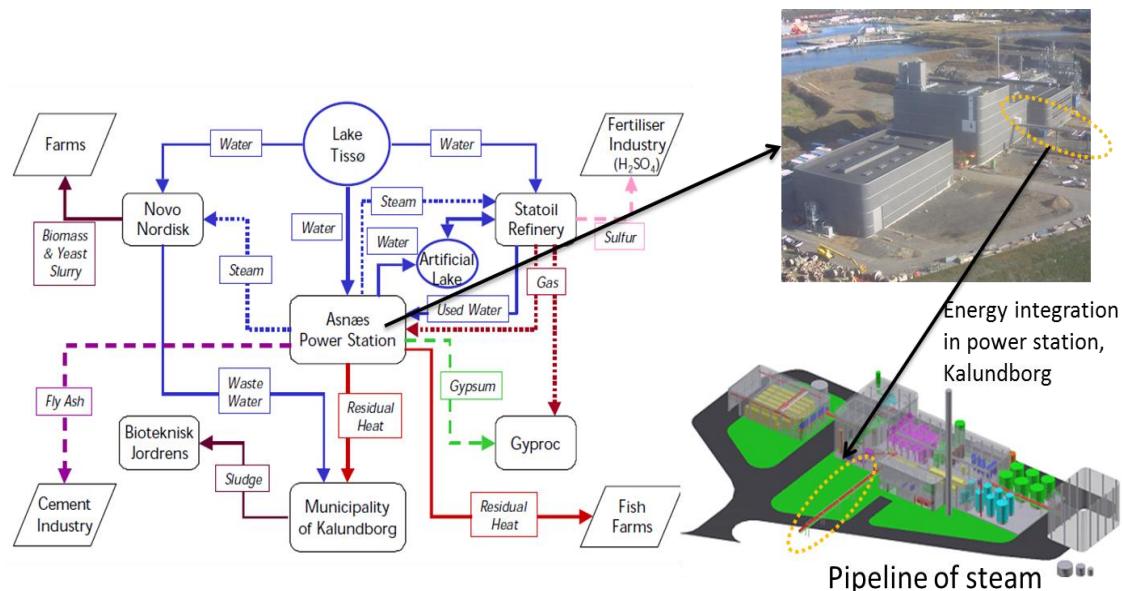 Lake
Tissø
Farms
Water
Water
Fertiliser
Industry
(H₂SO₄)
Novo
Nordisk
Steam
Statoil
Refinery
Biomass
& Yeast
Slurry
Water
Water
Sulfur
Steam
Artificial
Lake
Gas
Used Water
Asnæs
Power Station
Energy integration
in power station,
Kalundborg
Fly Ash
Waste
Water
Residual
Heat
Gypsum
Bioteknisk
Jordrens
Gyproc
Sludge
Cement
Industry
Municipality
of Kalundborg
Residual
Heat
Fish
Farms
Pipeline of steam